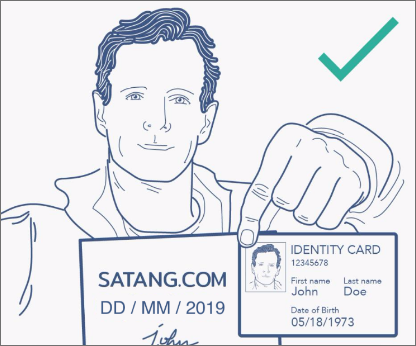 SATANG.COM
DD / MM / 2019
John
IDENTITY CARD
12345678
First name Last name
John Doe
Date of Birth
05/18/1973